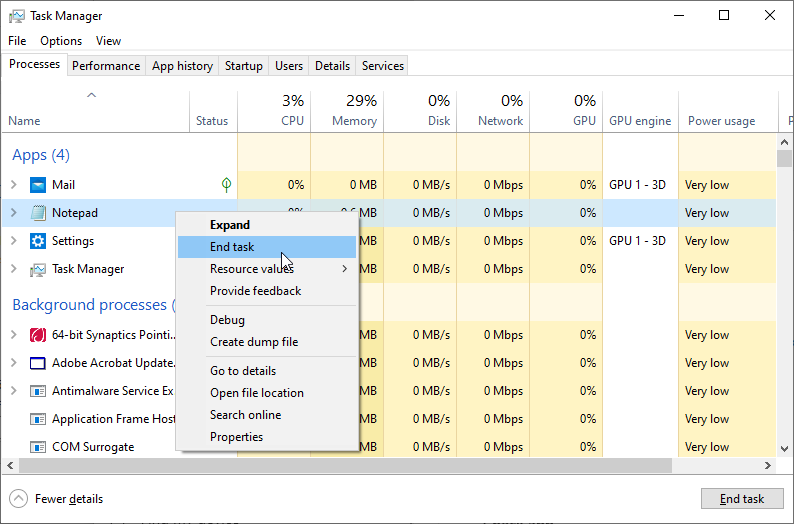 Task Manager
File Options View
Processes Performance App history Startup Users Details Services
3% 29% 0% 0% 0%
Name Status CPU Memory Disk Network GPU GPU engine Power usage
Apps (4)
Mail 0% 0 MB 0 MB/s 0 Mbps 0% GPU 1 - 3D Very low
Notepad 0 MB/s 0 Mbps 0% Very low
Expand
Settings MB 0 MB/s 0 Mbps 0% GPU 1 - 3D Very low
End task
Task Manager MB 0 MB/s 0 Mbps 0% Very low
Resource values
Provide feedback
Background processes (
Debug
64-bit Synaptics Pointi... MB 0 MB/s 0 Mbps 0% Very low
Create dump file
Adobe Acrobat Update... MB 0 MB/s 0 Mbps 0% Very low
Go to details
Antimalware Service Ex MB 0 MB/s 0 Mbps 0% Very low
Open file location
Application Frame Host MB 0 MB/s 0 Mbps 0% Very low
Search online
COM Surrogate MB 0 MB/s 0 Mbps 0% Very low
Properties
Fewer details End task